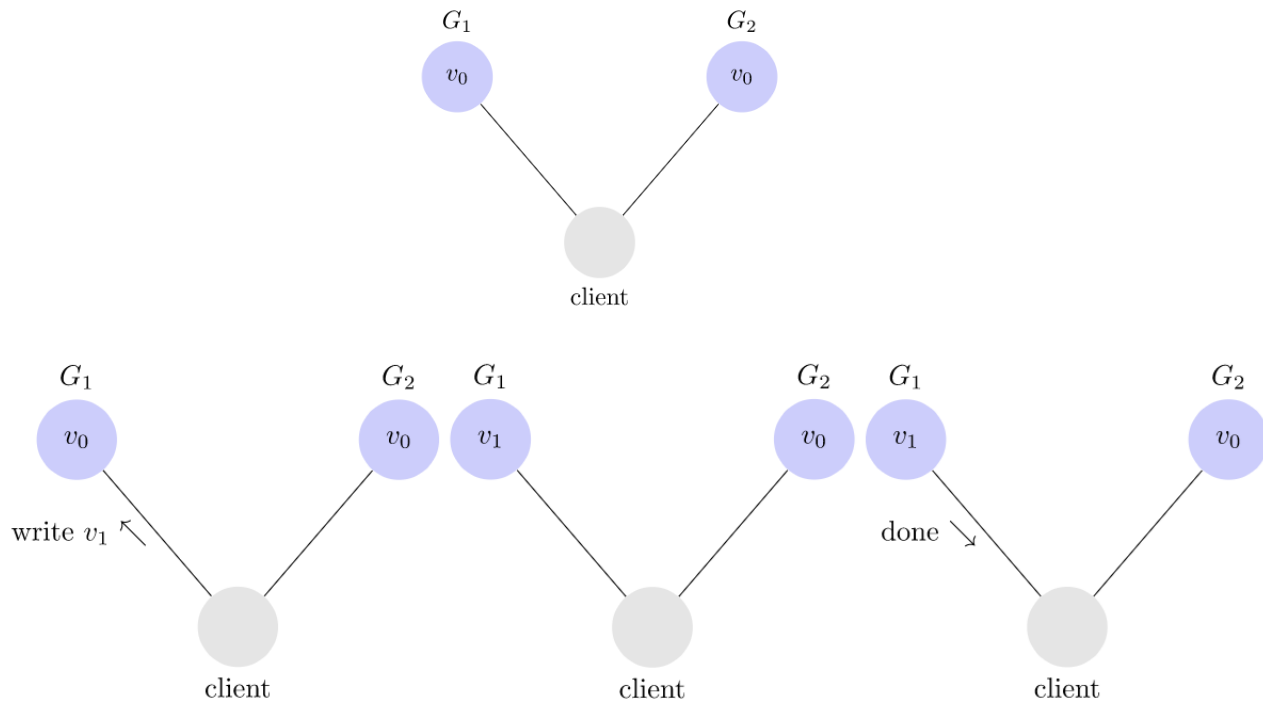 G₁ G₂
v₀ v₀
client
G₁ G₂ G₁ G₂ G₁ G₂
v₀ v₀ v₁ v₀ v₁ v₀
write v₁ done
client client client